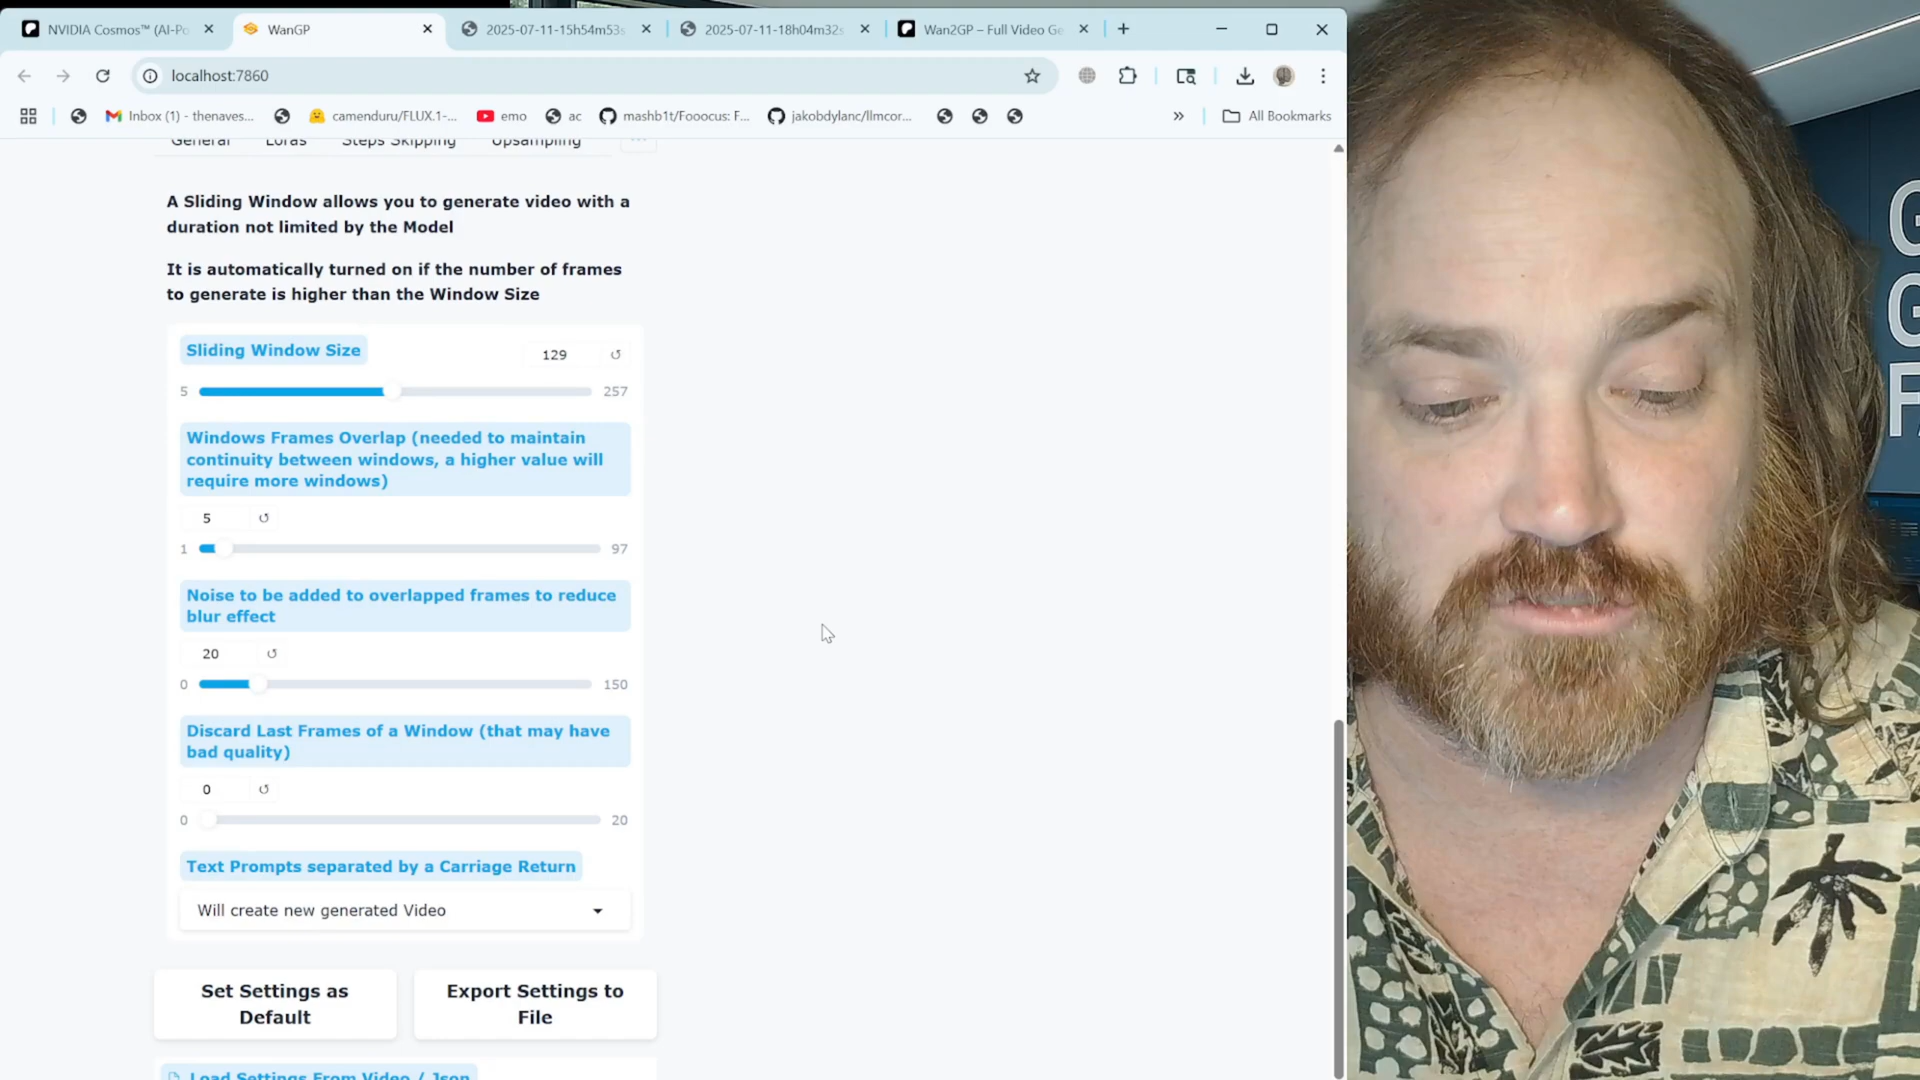 NVIDIA Cosmos™ (AI-Po
WanGP
2025-07-11-15h54m53s
2025-07-11-18h04m32s
Wan2GP – Full Video Ge
localhost:7860
Inbox (1) - thenaves...
camenduru/FLUX.1-...
emo
ac
mashb1t/Fooocus: F...
jakobdylanc/llmcor...
All Bookmarks
General
Loras
Steps Skipping
Upsampling
A Sliding Window allows you to generate video with a
duration not limited by the Model
It is automatically turned on if the number of frames
to generate is higher than the Window Size
Sliding Window Size
129
5
257
Windows Frames Overlap (needed to maintain
continuity between windows, a higher value will
require more windows)
5
1
97
Noise to be added to overlapped frames to reduce
blur effect
20
0
150
Discard Last Frames of a Window (that may have
bad quality)
0
0
20
Text Prompts separated by a Carriage Return
Will create new generated Video
Set Settings as
Default
Export Settings to
File
Load Settings From Video / Json
G
G
F